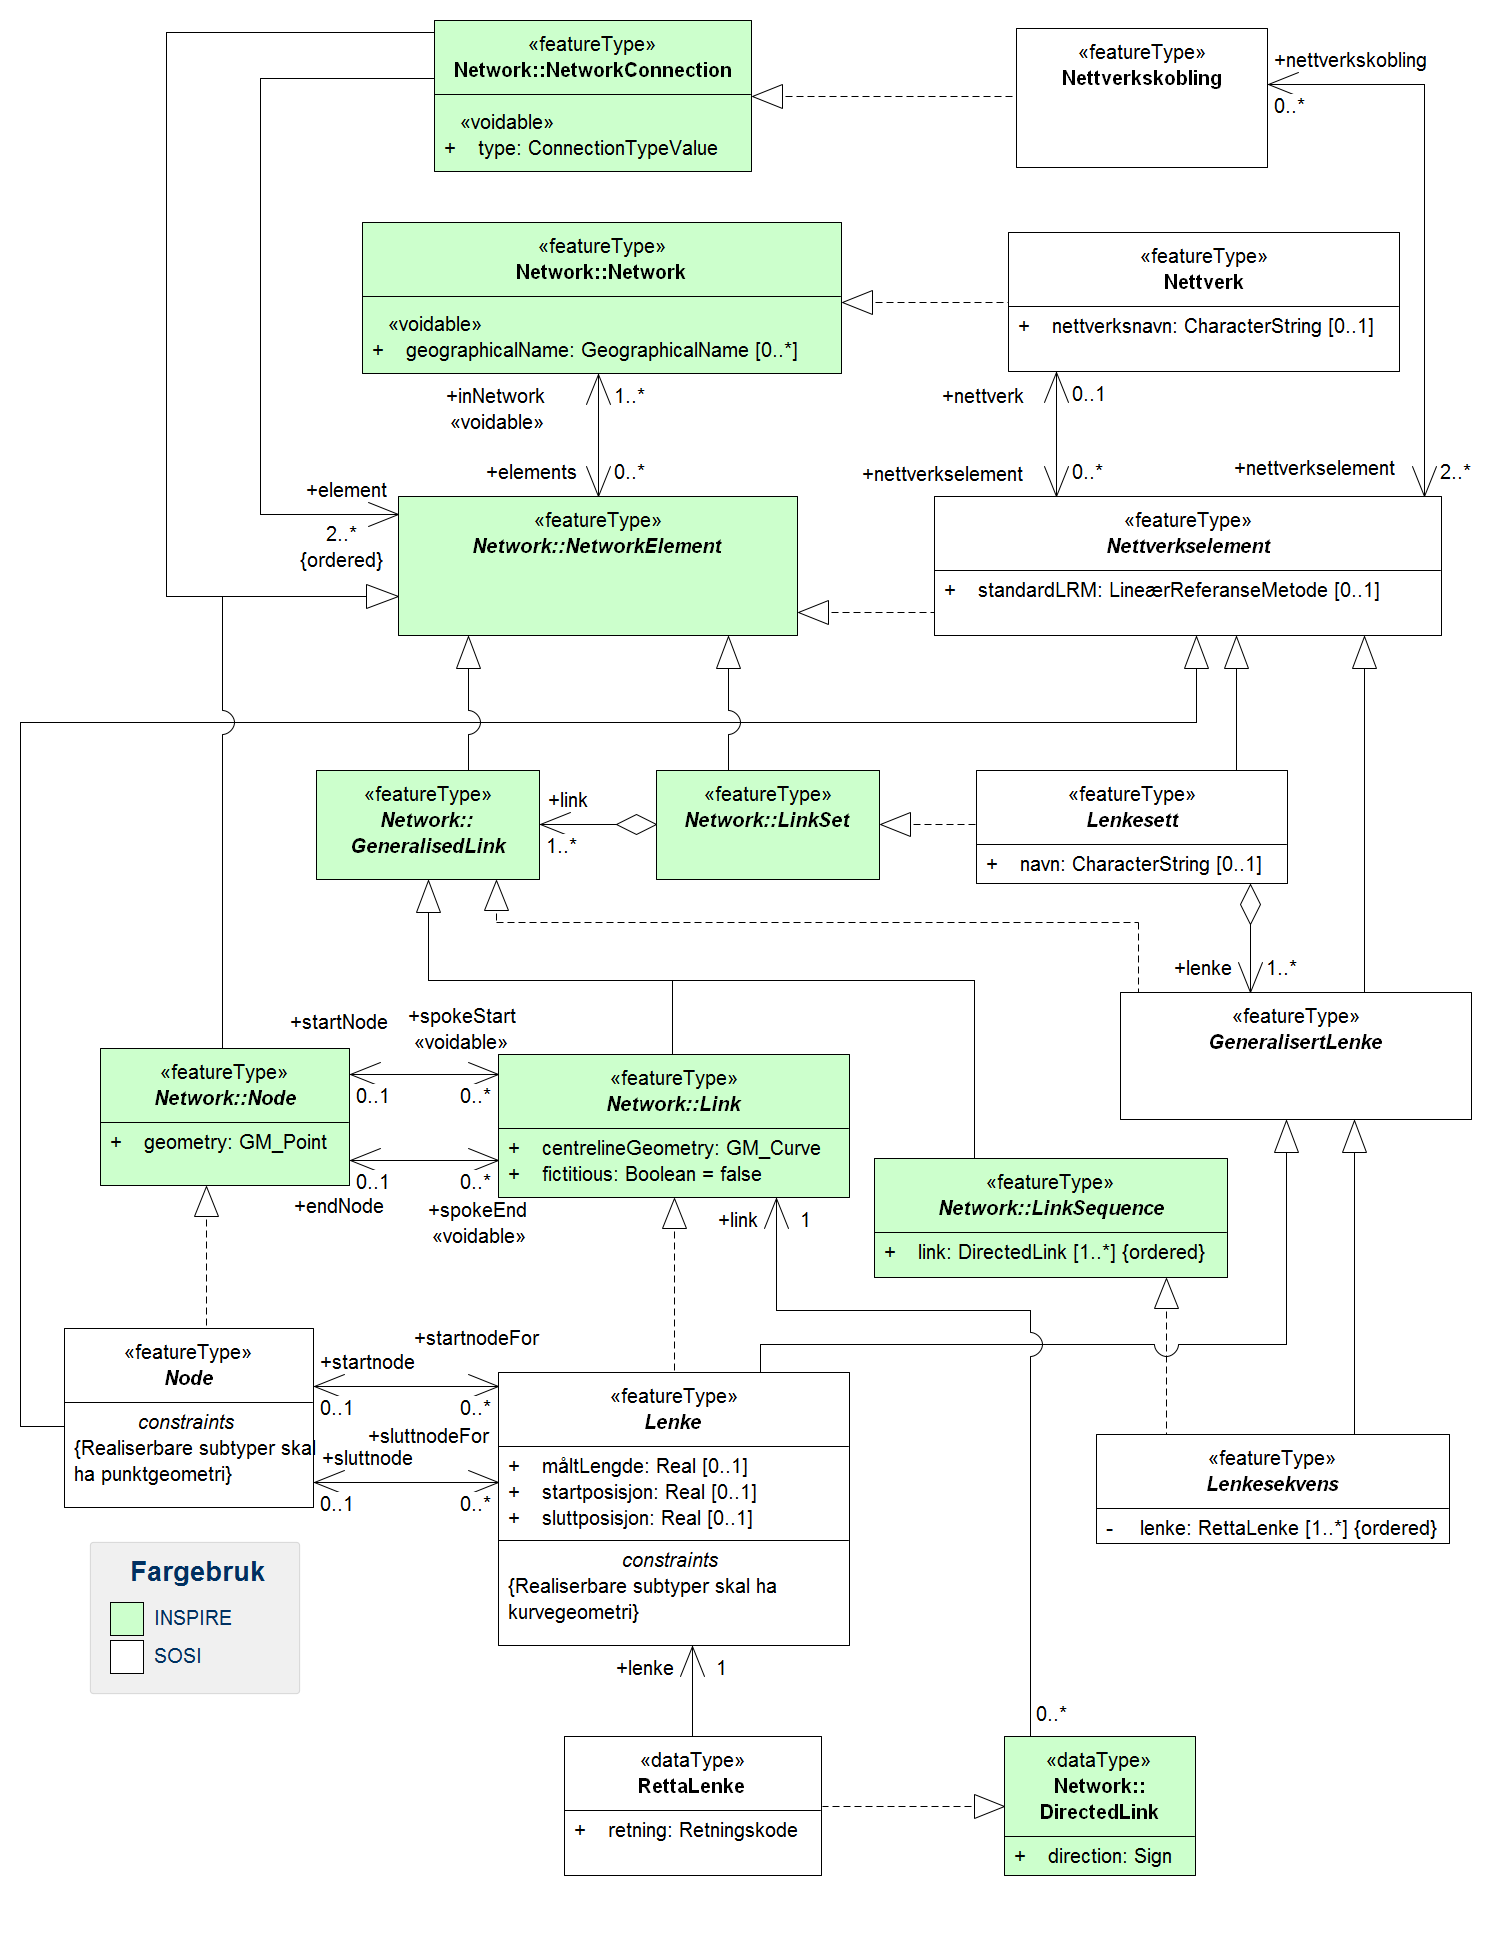 «featureType»
Network::NetworkConnection
«voidable»
+ type: ConnectionTypeValue
«featureType»
Nettverkskobling
+nettverkskobling
0..*
«featureType»
Network::Network
«voidable»
+ geographicalName: GeographicalName [0..*]
«featureType»
Nettverk
+ nettverksnavn: CharacterString [0..1]
+inNetwork
«voidable»
1..*
+nettverk
0..1
+elements
0..*
+nettverkselement
0..*
+nettverkselement
2..*
+element
2..*
{ordered}
«featureType»
Network::NetworkElement
«featureType»
Nettverkselement
+ standardLRM: LineærReferanseMetode [0..1]
«featureType»
Network::
GeneralisedLink
+link
1..*
«featureType»
Network::LinkSet
«featureType»
Lenkesett
+ navn: CharacterString [0..1]
+lenke
1..*
«featureType»
GeneralisertLenke
+startNode
+spokeStart
«voidable»
0..1
0..*
«featureType»
Network::Node
+ geometry: GM_Point
«featureType»
Network::Link
+ centrelineGeometry: GM_Curve
+ fictitious: Boolean = false
0..1
0..*
+endNode
+spokeEnd
«voidable»
+link
1
«featureType»
Network::LinkSequence
+ link: DirectedLink [1..*] {ordered}
«featureType»
Node
constraints
{Realiserbare subtyper skal
ha punktgeometri}
+startnodeFor
+startnode
0..1
0..*
+sluttnodeFor
+sluttnode
0..1
0..*
«featureType»
Lenke
+ måltLengde: Real [0..1]
+ startposisjon: Real [0..1]
+ sluttposisjon: Real [0..1]
constraints
{Realiserbare subtyper skal ha
kurvegeometri}
«featureType»
Lenkesekvens
- lenke: RettaLenke [1..*] {ordered}
Fargebruk
INSPIRE
SOSI
+lenke
1
0..*
«dataType»
RettaLenke
+ retning: Retningskode
«dataType»
Network::
DirectedLink
+ direction: Sign